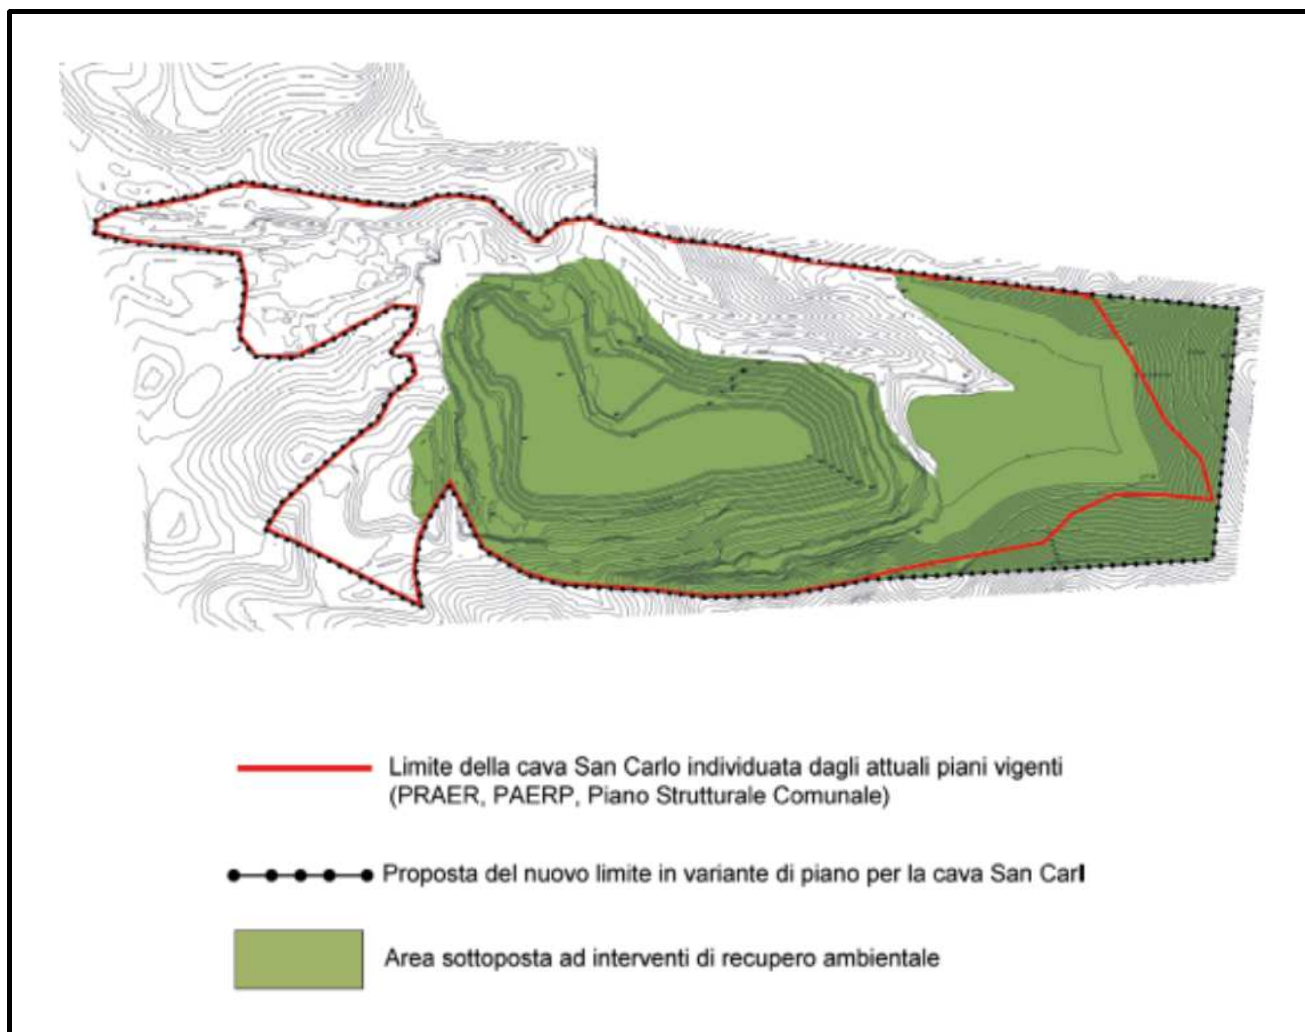 Limite della cava San Carlo individuata dagli attuali piani vigenti
(PRAER, PAERP, Piano Strutturale Comunale)
Proposta del nuovo limite in variante di piano per la cava San Carl
Area sottoposta ad interventi di recupero ambientale